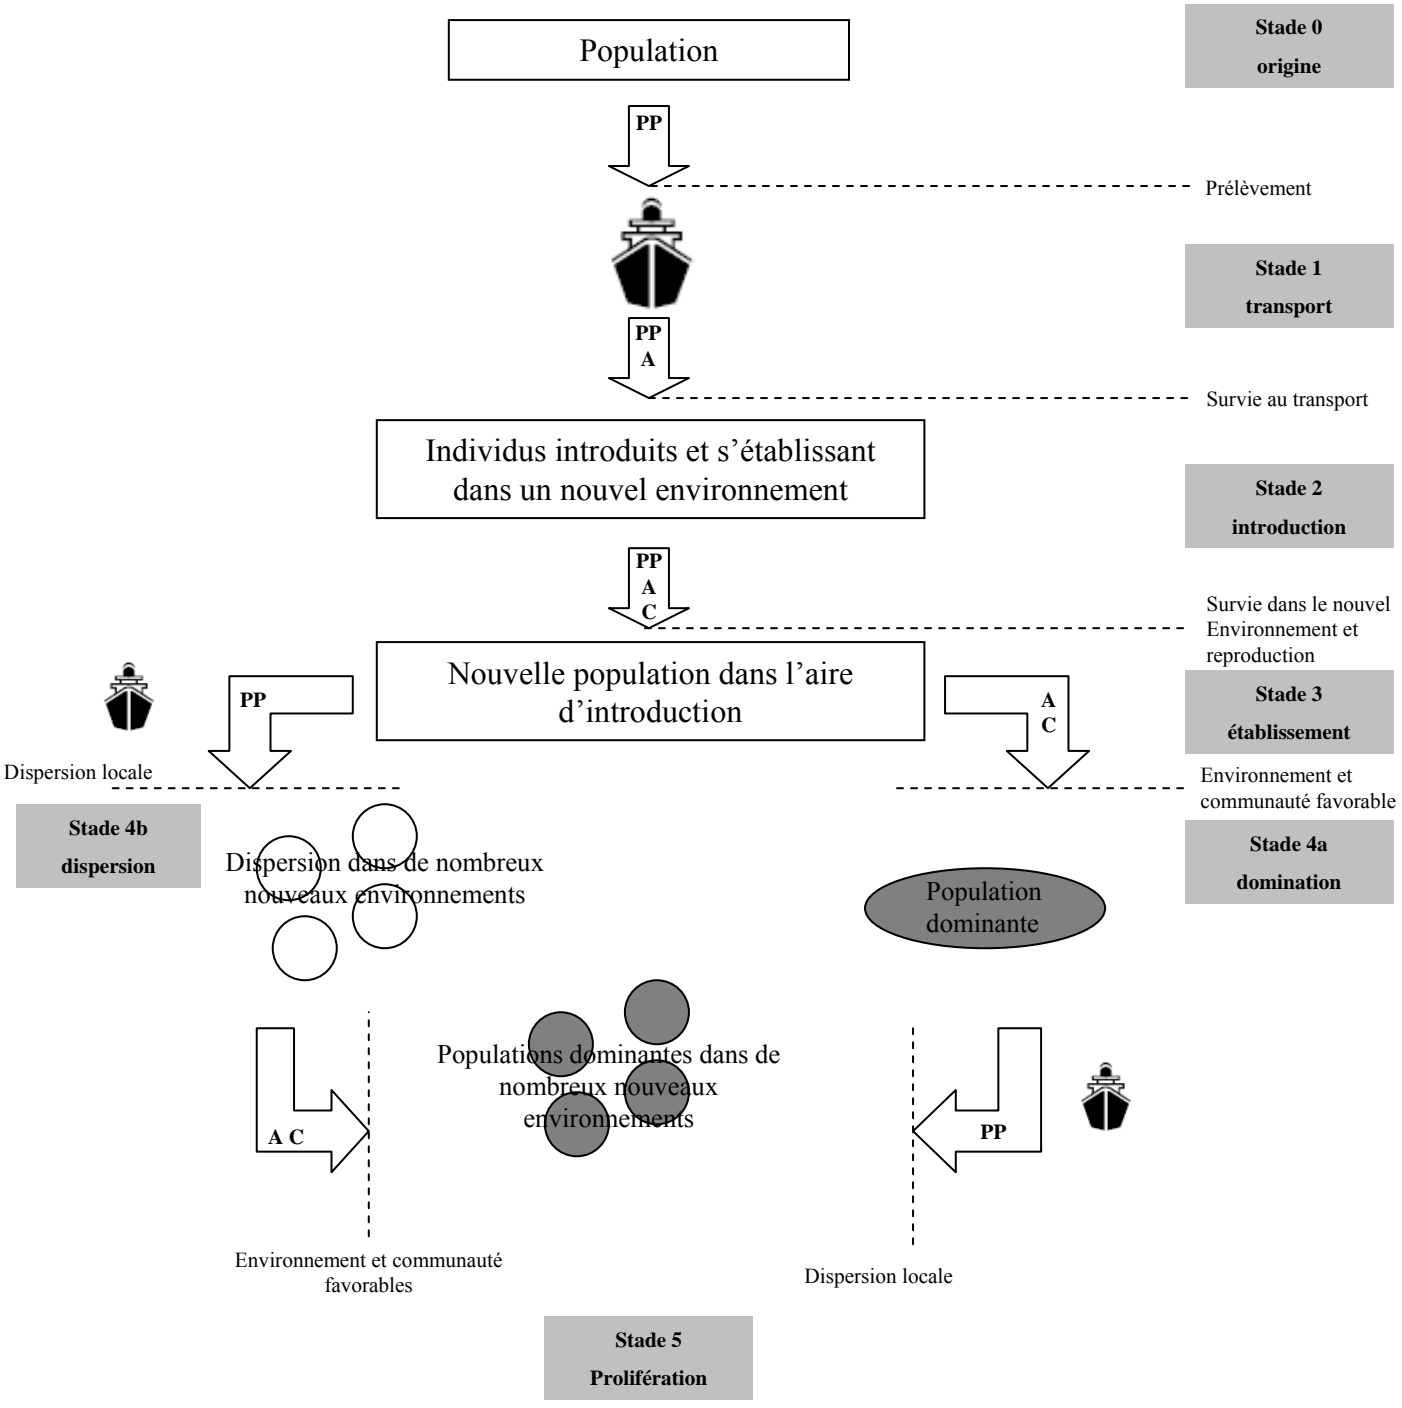 Population
Stade 0
origine
PP
Prélèvement
Stade 1
transport
PP
A
Survie au transport
Individus introduits et s’établissant
dans un nouvel environnement
Stade 2
introduction
PP
A
C
Survie dans le nouvel
Environnement et
reproduction
Nouvelle population dans l’aire
d’introduction
Stade 3
établissement
PP
A
C
Dispersion locale
Environnement et
communauté favorable
Stade 4b
dispersion
Stade 4a
domination
Dispersion dans de nombreux
nouveaux environnements
Population
dominante
Populations dominantes dans de
nombreux nouveaux
environnements
A C
PP
Environnement et communauté
favorables
Dispersion locale
Stade 5
Prolifération